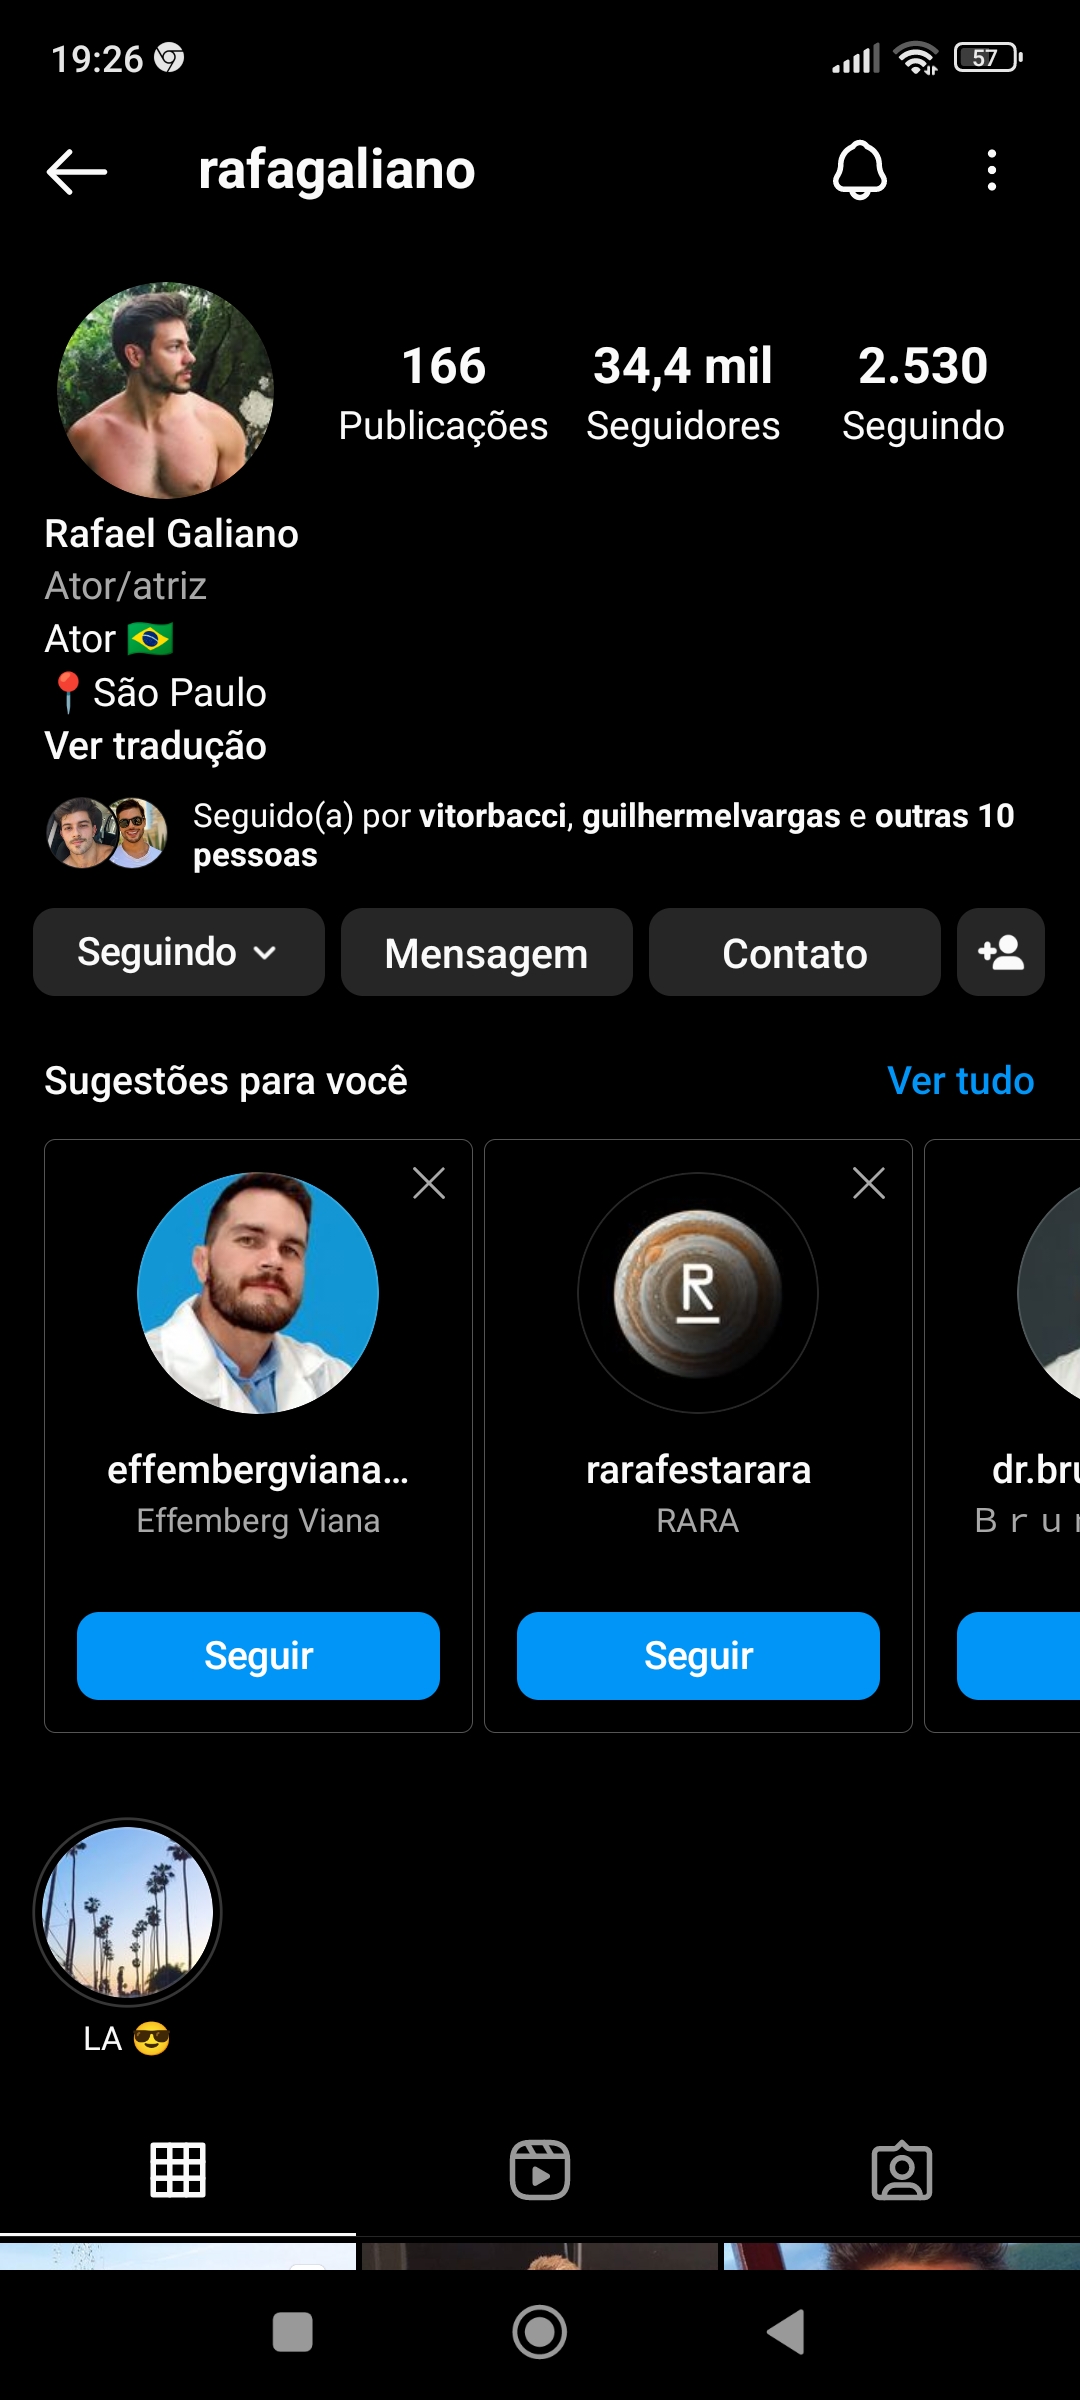 19:26
57
rafagaliano
166
34,4 mil
2.530
Publicações
Seguidores
Seguindo
Rafael Galiano
Ator/atriz
Ator 🇧🇷
📍São Paulo
Ver tradução
Seguido(a) por vitorbacci, guilhermelvargas e outras 10
pessoas
Seguindo
Mensagem
Contato
Sugestões para você
Ver tudo
R
effembergviana...
rarafestarara
dr.bru
Effemberg Viana
RARA
Seguir
Seguir
LA 😎